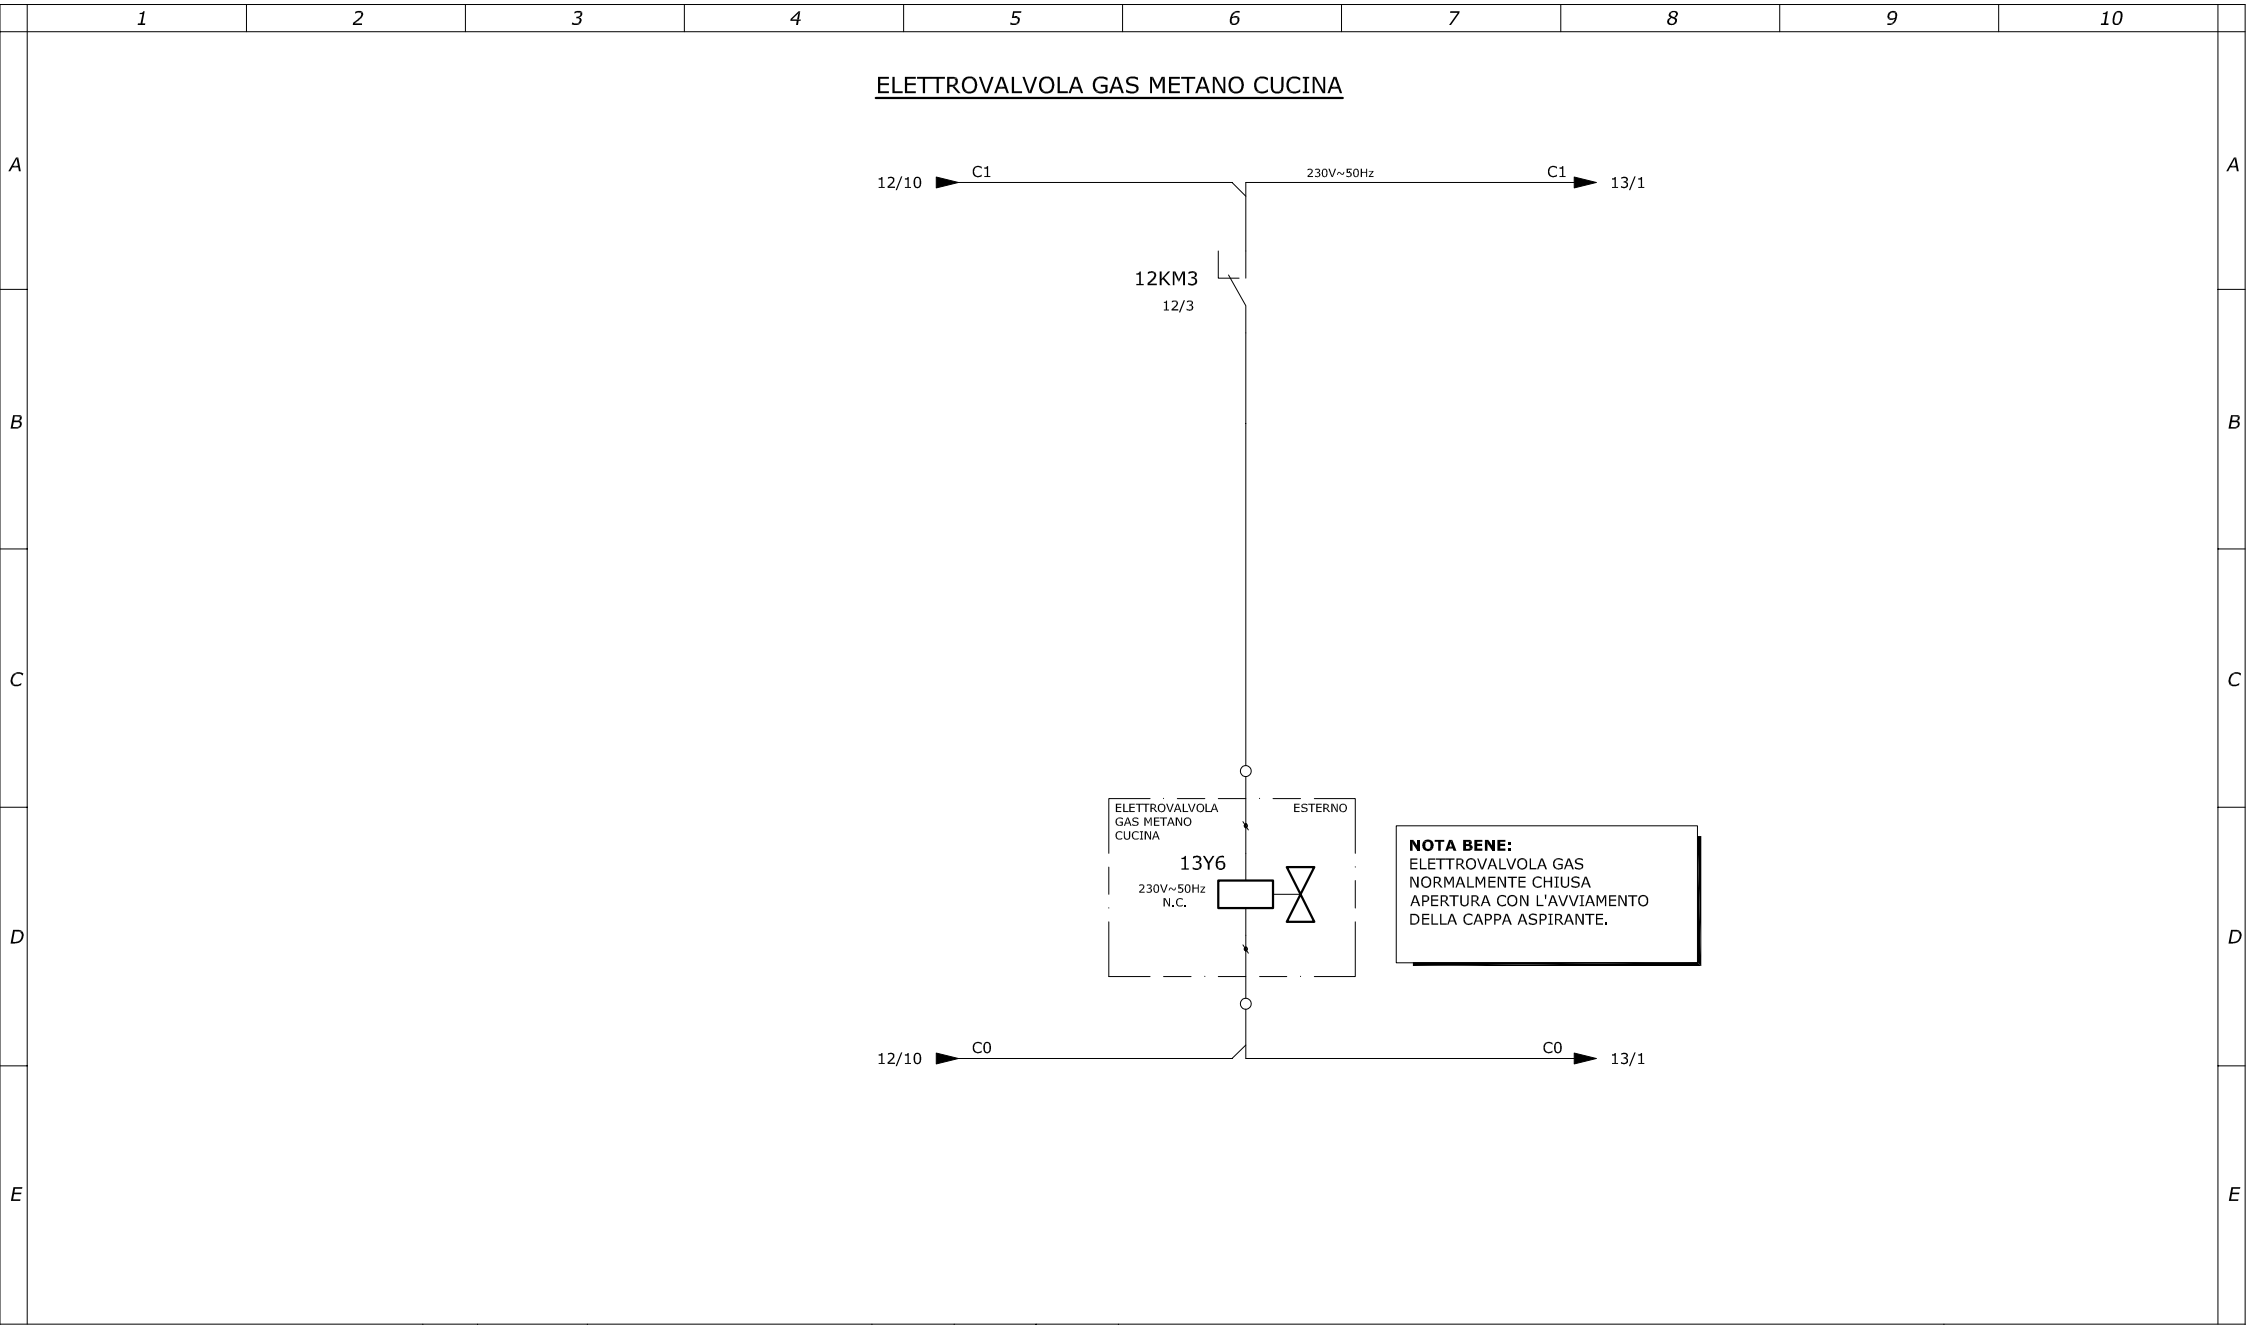 1 2 3 4 5 6 7 8 9 10
ELETTROVALVOLA GAS METANO CUCINA
A A
12/10 C1 230V~50Hz C1 13/1
12KM3
12/3
B B
C C
ELETTROVALVOLA ESTERNO
GAS METANO
CUCINA
13Y6
230V~50Hz
N.C.
NOTA BENE:
ELETTROVALVOLA GAS
NORMALMENTE CHIUSA
APERTURA CON L'AVVIAMENTO
DELLA CAPPA ASPIRANTE.
D D
12/10 C0 C0 13/1
E E